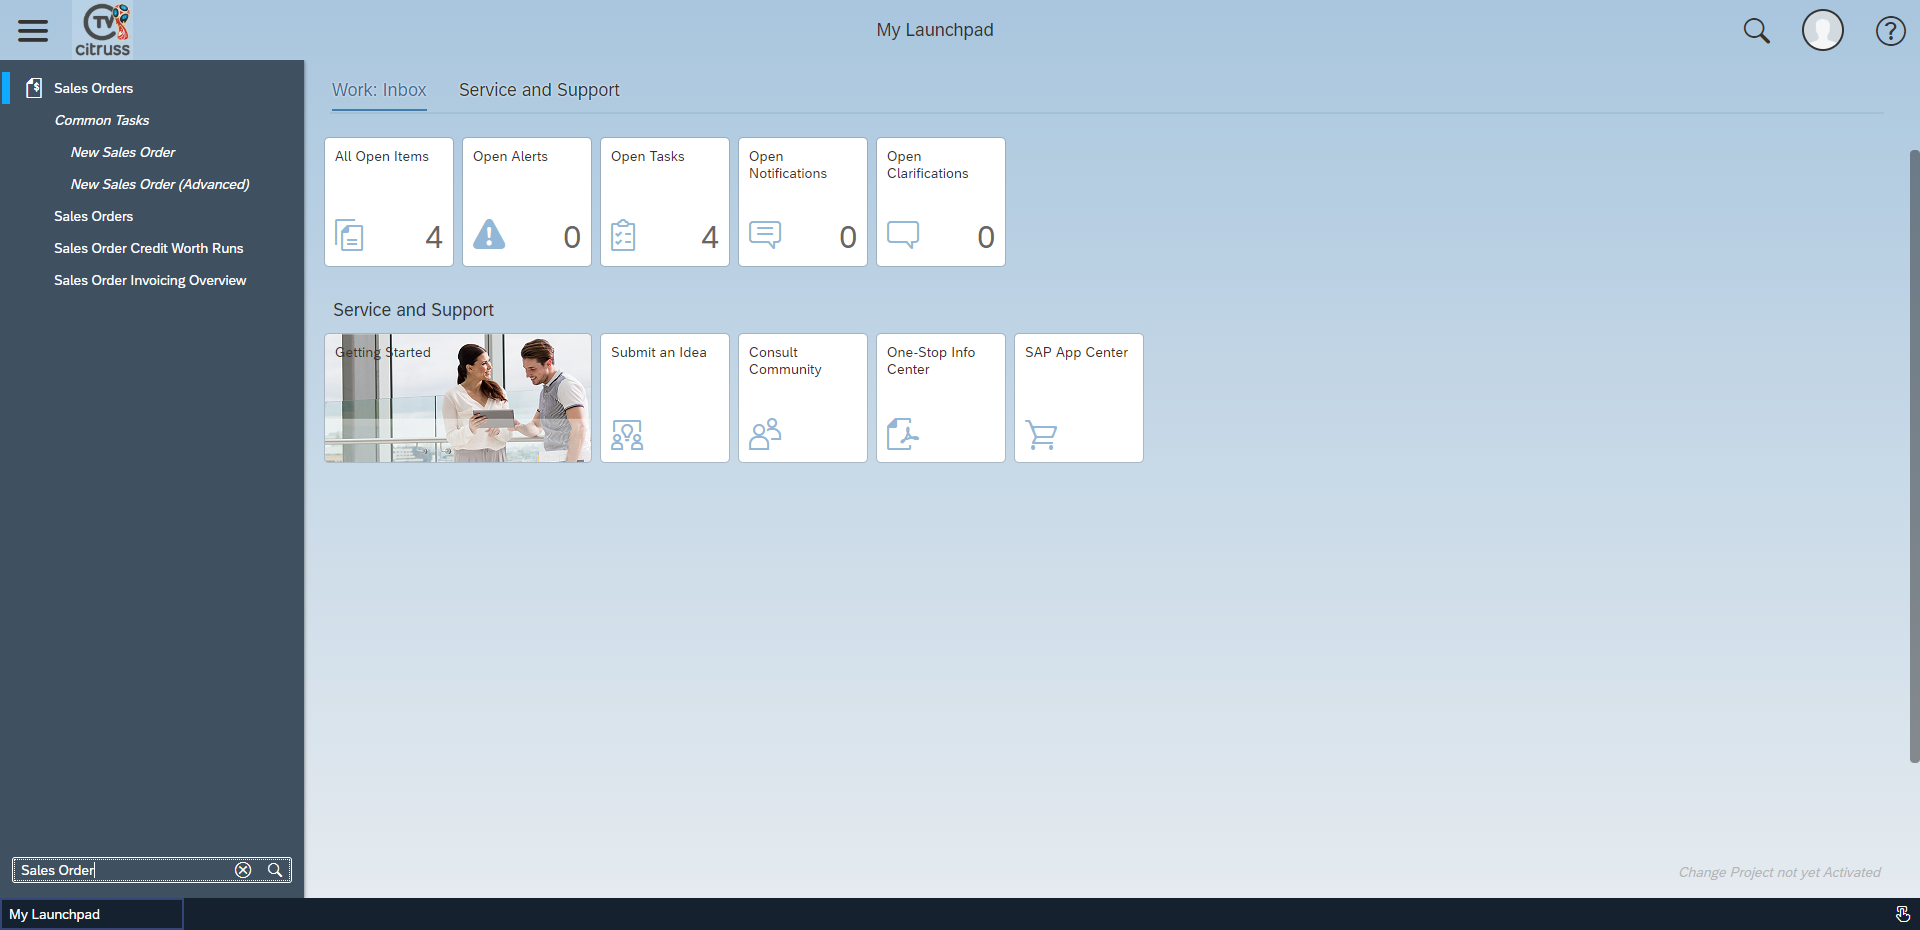 TV
citruss
My Launchpad
?
Sales Orders
Common Tasks
New Sales Order
New Sales Order (Advanced)
Sales Orders
Sales Order Credit Worth Runs
Sales Order Invoicing Overview
Sales Order
Work: Inbox
Service and Support
All Open Items
4
Open Alerts
0
Open Tasks
4
Open
Notifications
0
Open
Clarifications
0
Service and Support
Getting Started
Submit an Idea
Consult
Community
One-Stop Info
Center
SAP App Center
Change Project not yet Activated
My Launchpad